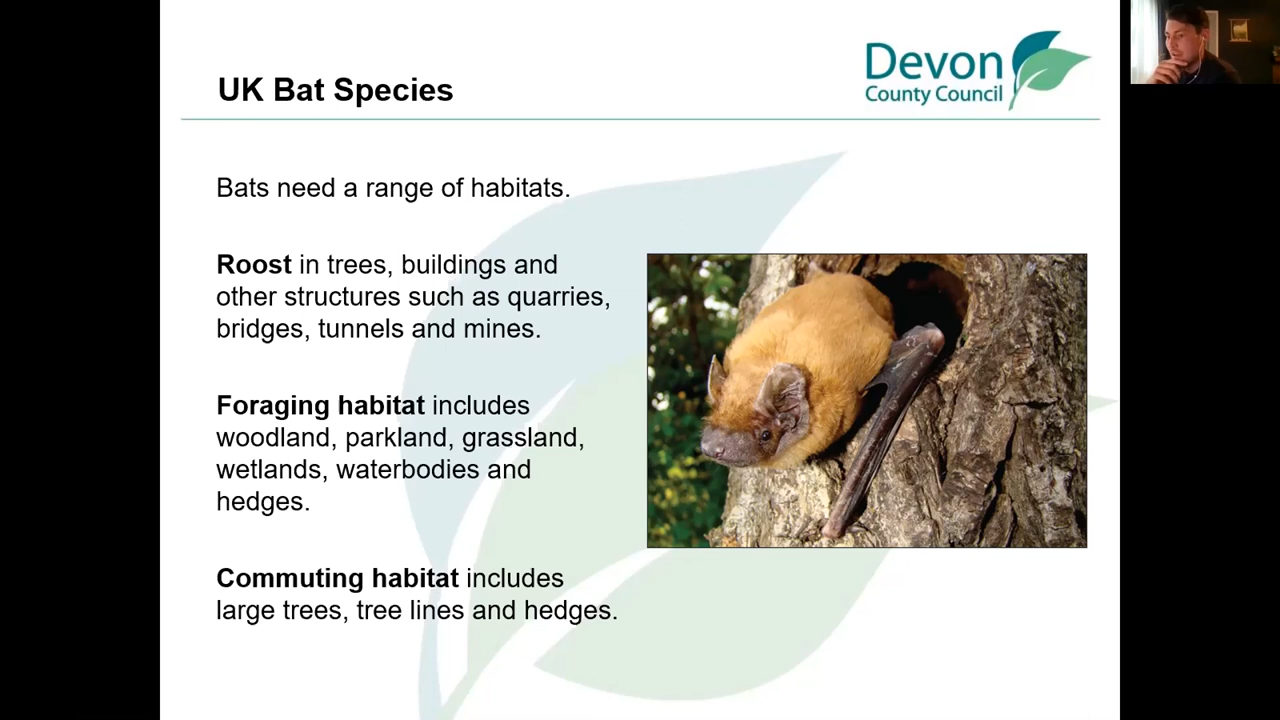 UK Bat Species
Devon
County Council
Bats need a range of habitats.
Roost in trees, buildings and
other structures such as quarries,
bridges, tunnels and mines.
Foraging habitat includes
woodland, parkland, grassland,
wetlands, waterbodies and
hedges.
Commuting habitat includes
large trees, tree lines and hedges.